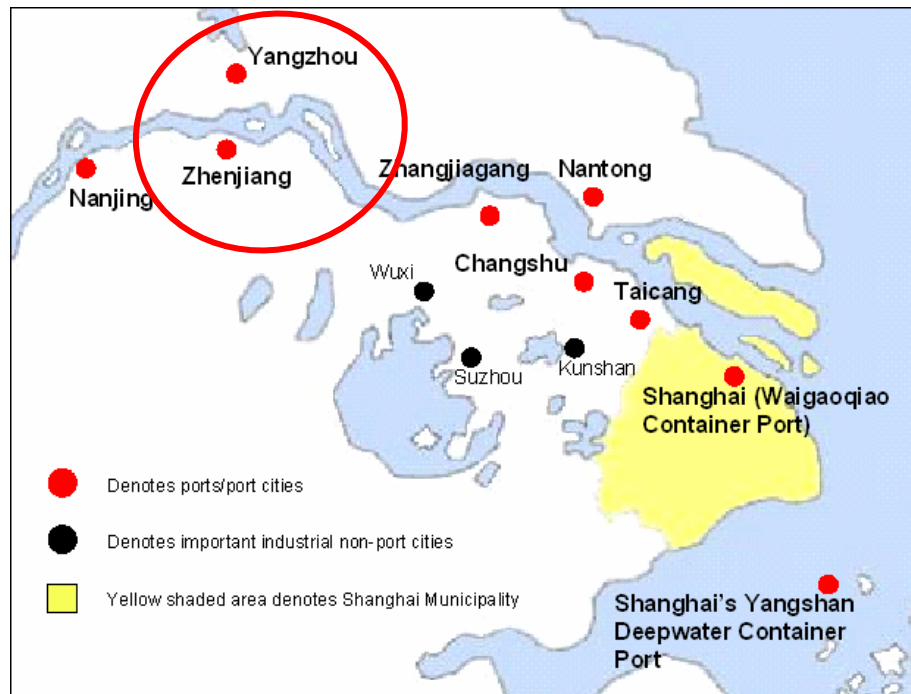 Yangzhou
Zhenjiang
Nanjing
Zhangjiagang
Nantong
Changshu
Wuxi
Taicang
Suzhou
Kunshan
Shanghai (Waigaoqiao
Container Port)
Denotes ports/port cities
Denotes important industrial non-port cities
Yellow shaded area denotes Shanghai Municipality
Shanghai's Yangshan
Deepwater Container
Port